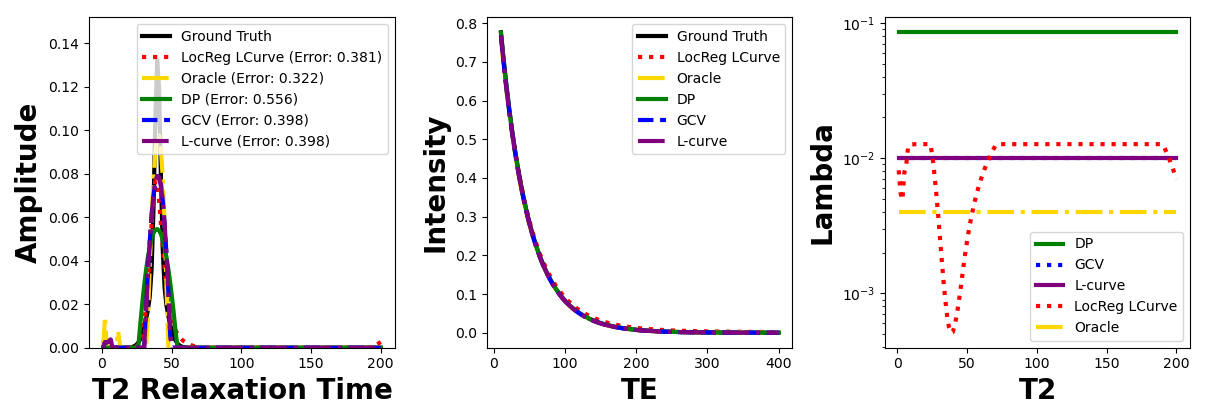 Amplitude
0.14
0.12
0.10
0.08
0.06
0.04
0.02
0.00
Ground Truth
LocReg LCurve (Error: 0.381)
Oracle (Error: 0.322)
DP (Error: 0.556)
GCV (Error: 0.398)
L-curve (Error: 0.398)
0 50 100 150 200
T2 Relaxation Time
Intensity
0.8
0.7
0.6
0.5
0.4
0.3
0.2
0.1
0.0
Ground Truth
LocReg LCurve
Oracle
DP
GCV
L-curve
0 100 200 300 400
TE
Lambda
10⁻¹
10⁻²
10⁻³
DP
GCV
L-curve
LocReg LCurve
Oracle
0 50 100 150 200
T2